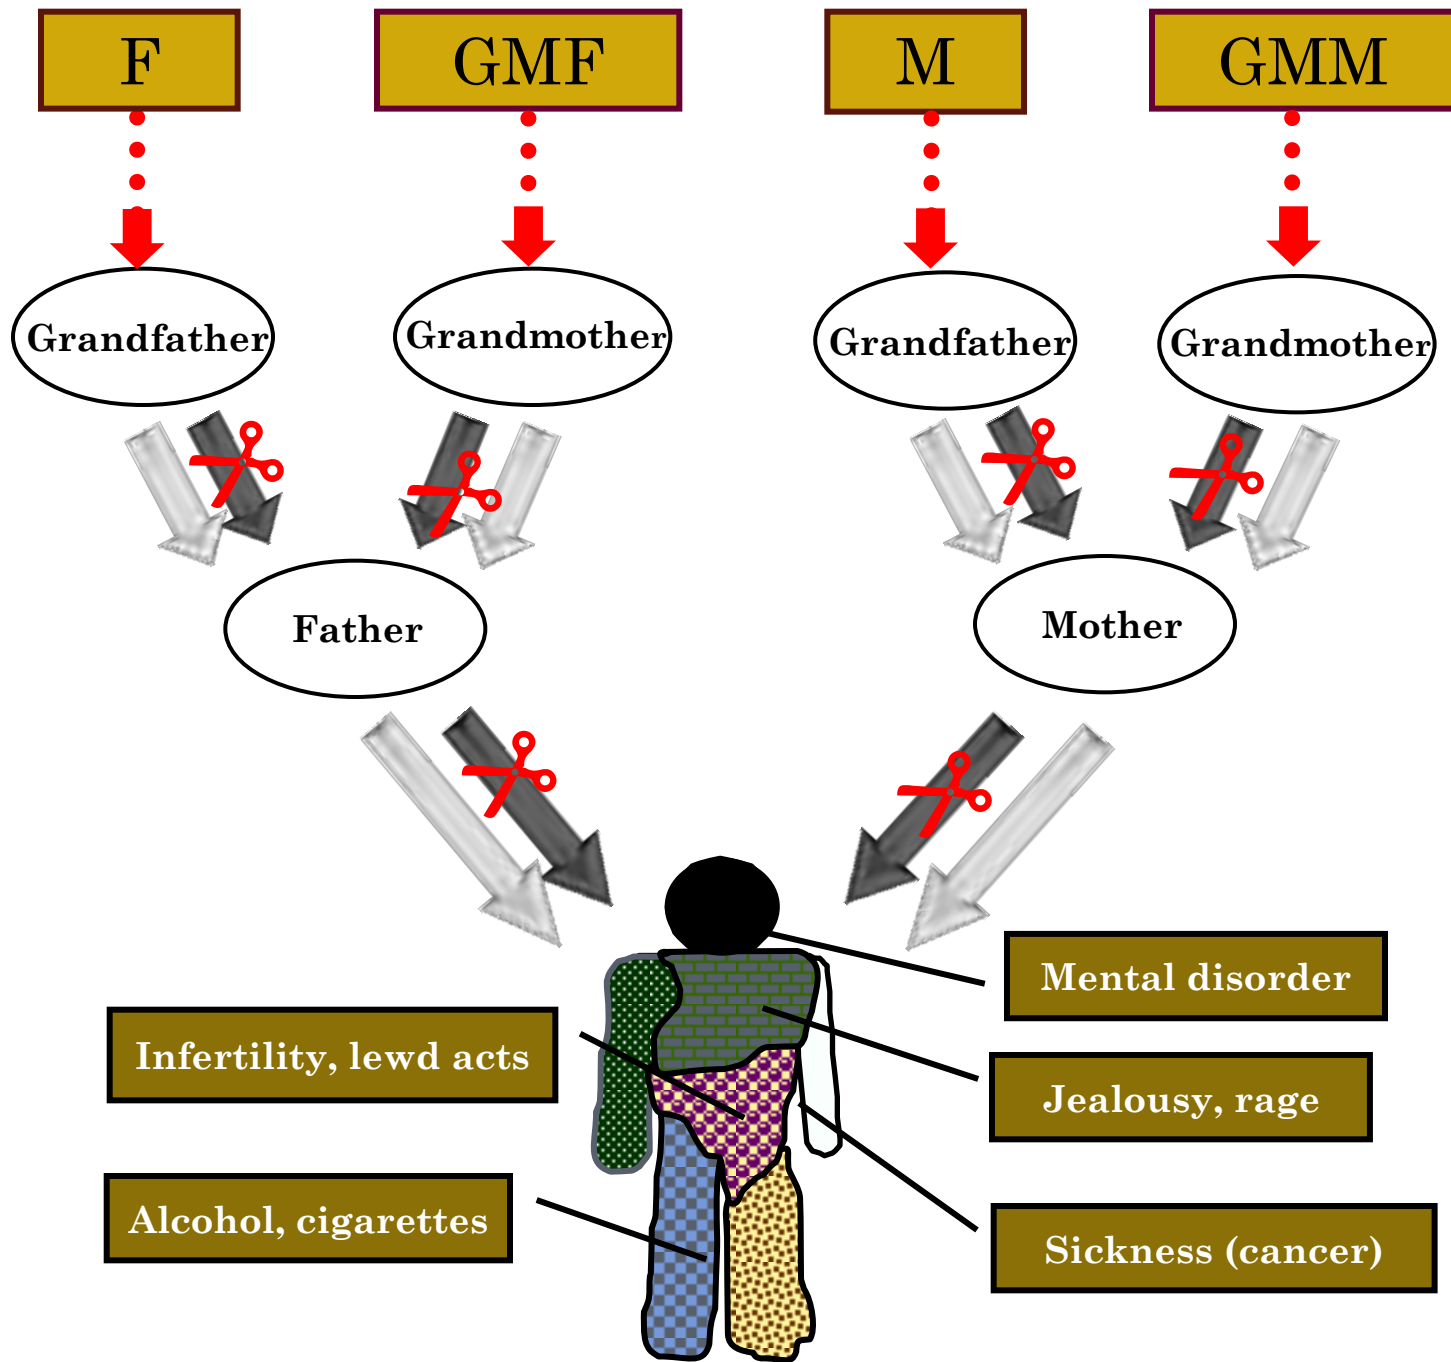 F
GMF
M
GMM
Grandfather
Grandmother
Grandfather
Grandmother
Father
Mother
Mental disorder
Infertility, lewd acts
Jealousy, rage
Alcohol, cigarettes
Sickness (cancer)